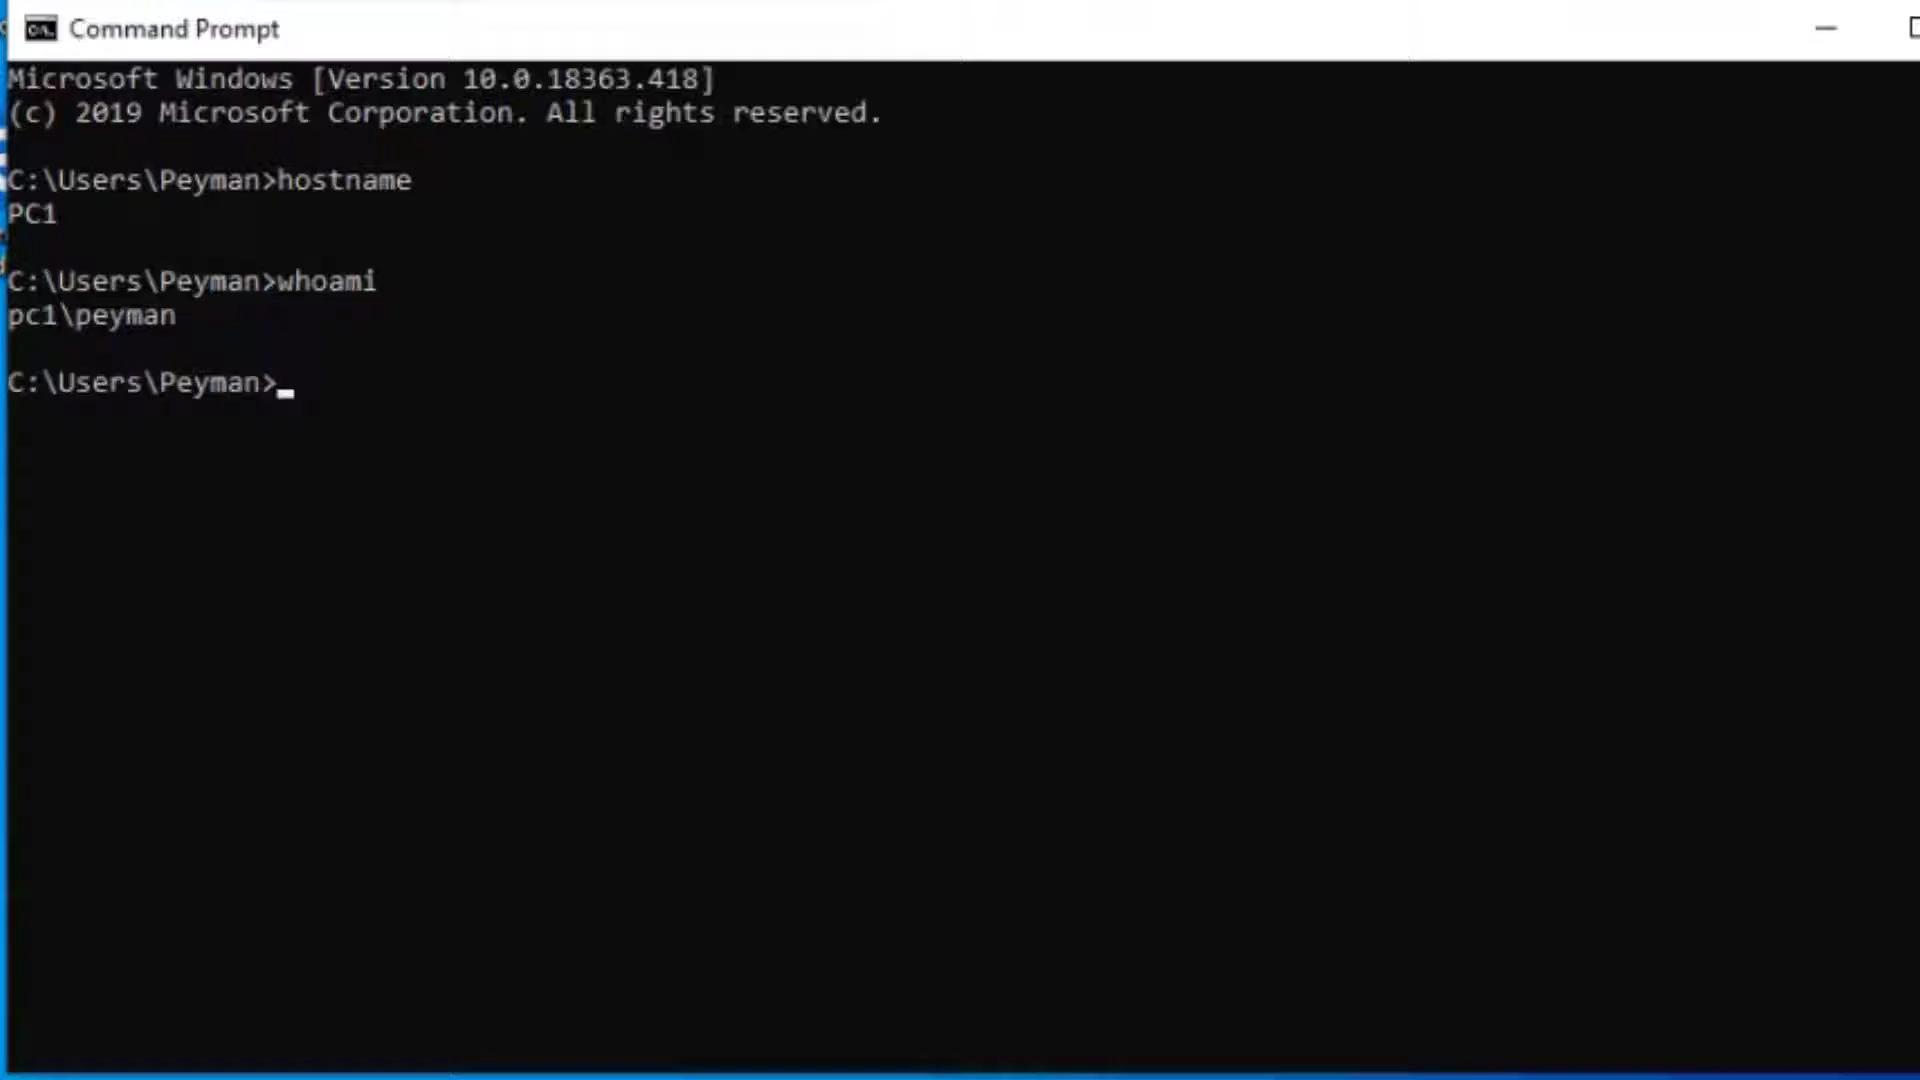 Command Prompt
Microsoft Windows [Version 10.0.18363.418]
(c) 2019 Microsoft Corporation. All rights reserved.
C:\Users\Peyman>hostname
PC1
C:\Users\Peyman>whoami
pc1\peyman
C:\Users\Peyman>